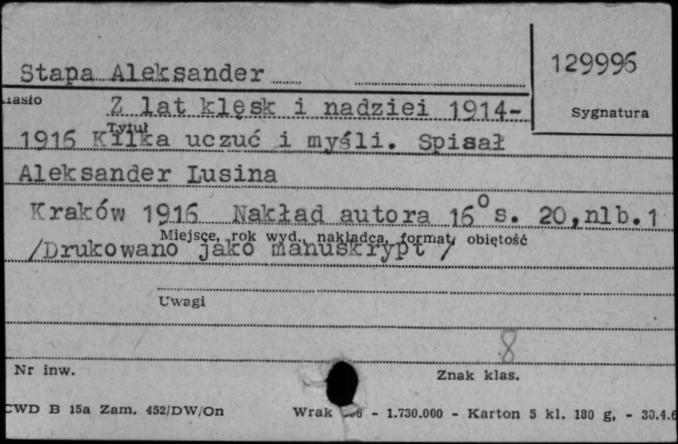 Stapa Aleksander
129996
Sygnatura
Z lat klęsk i nadziei 1914-
Tytuł
1916 Kilka uczuć i myśli. Spisał
Aleksander Lusina
Kraków 1916 Nakład autora 16° s. 20,nlb.1
Miejsce, rok wyd., nakładca, format, objętość
/Drukowano jako manuskrypt/
Uwagi
8
Nr inw.
Znak klas.
CWD B 15a Zam. 452/DW/On
Wrak - 1.730.000 - Karton 5 kl. 180 g, - 30.4.6